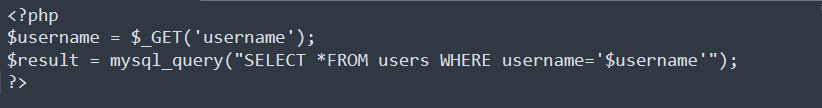 <?php
$username = $_GET('username');
$result = mysql_query("SELECT *FROM users WHERE username='$username'");
?>